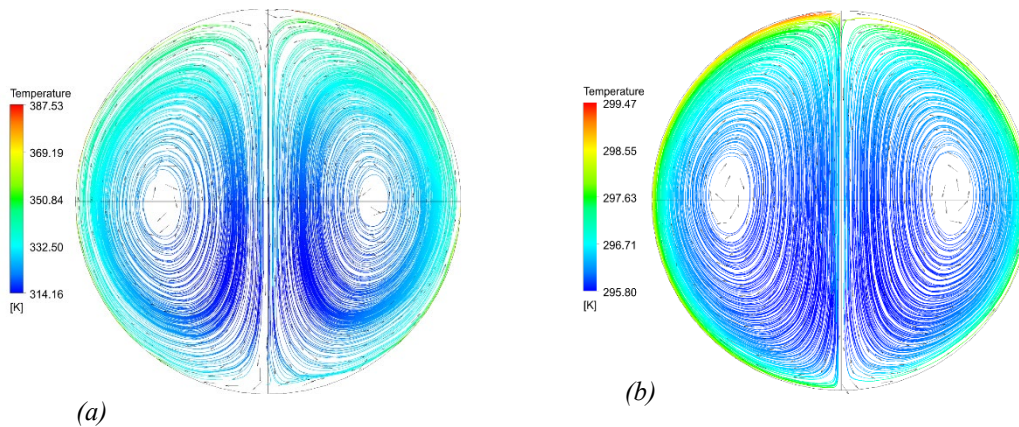 Temperature
387.53
369.19
350.84
332.50
314.16
[K]
(a)
Temperature
299.47
298.55
297.63
296.71
295.80
[K]
(b)